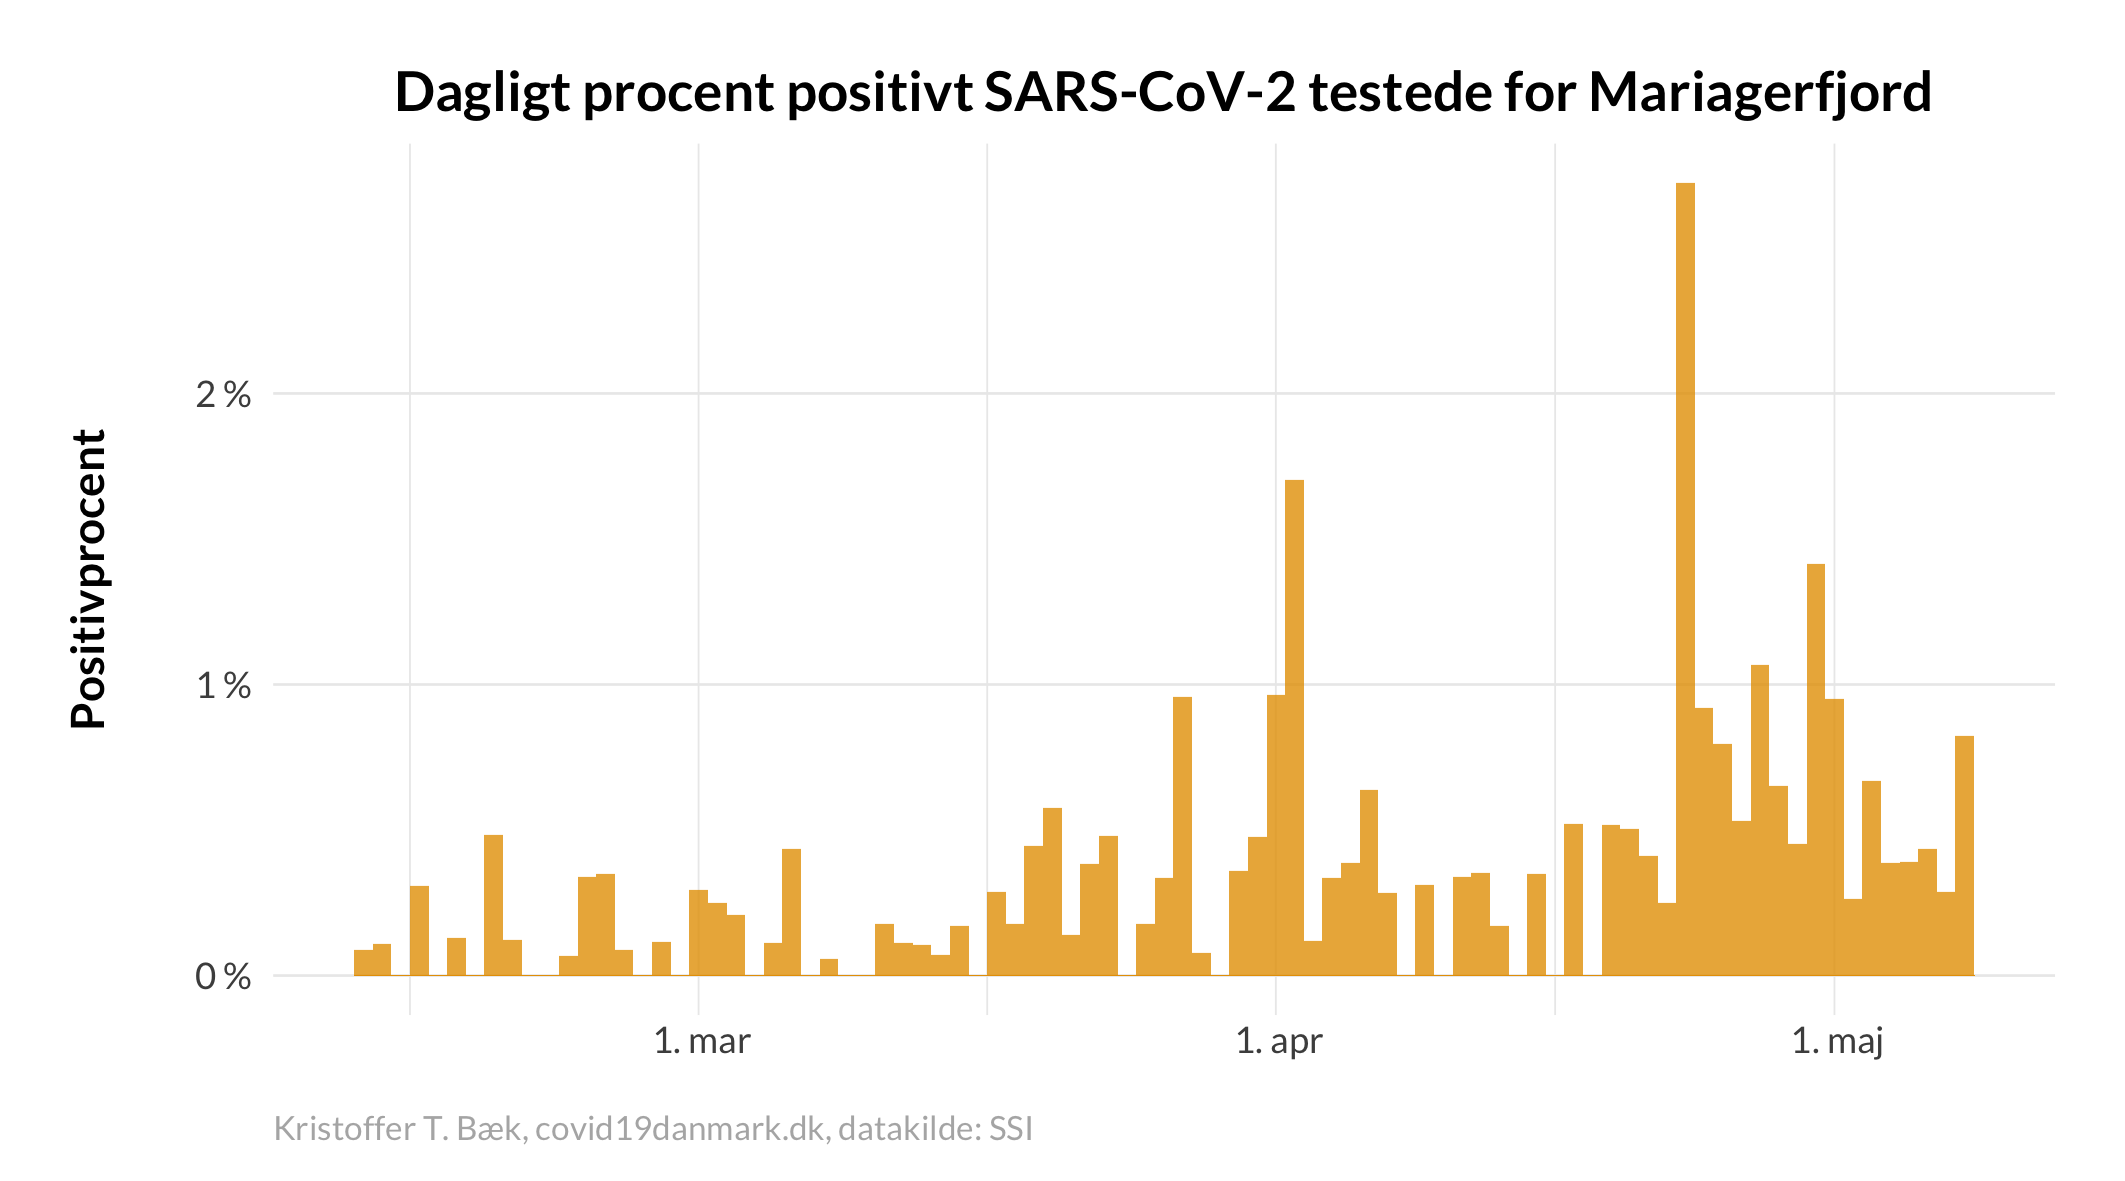 Dagligt procent positivt SARS-CoV-2 testede for Mariagerfjord
Positivprocent
2 %
1 %
0 %
1. mar
1. apr
1. maj
Kristoffer T. Bæk, covid19danmark.dk, datakilde: SSI